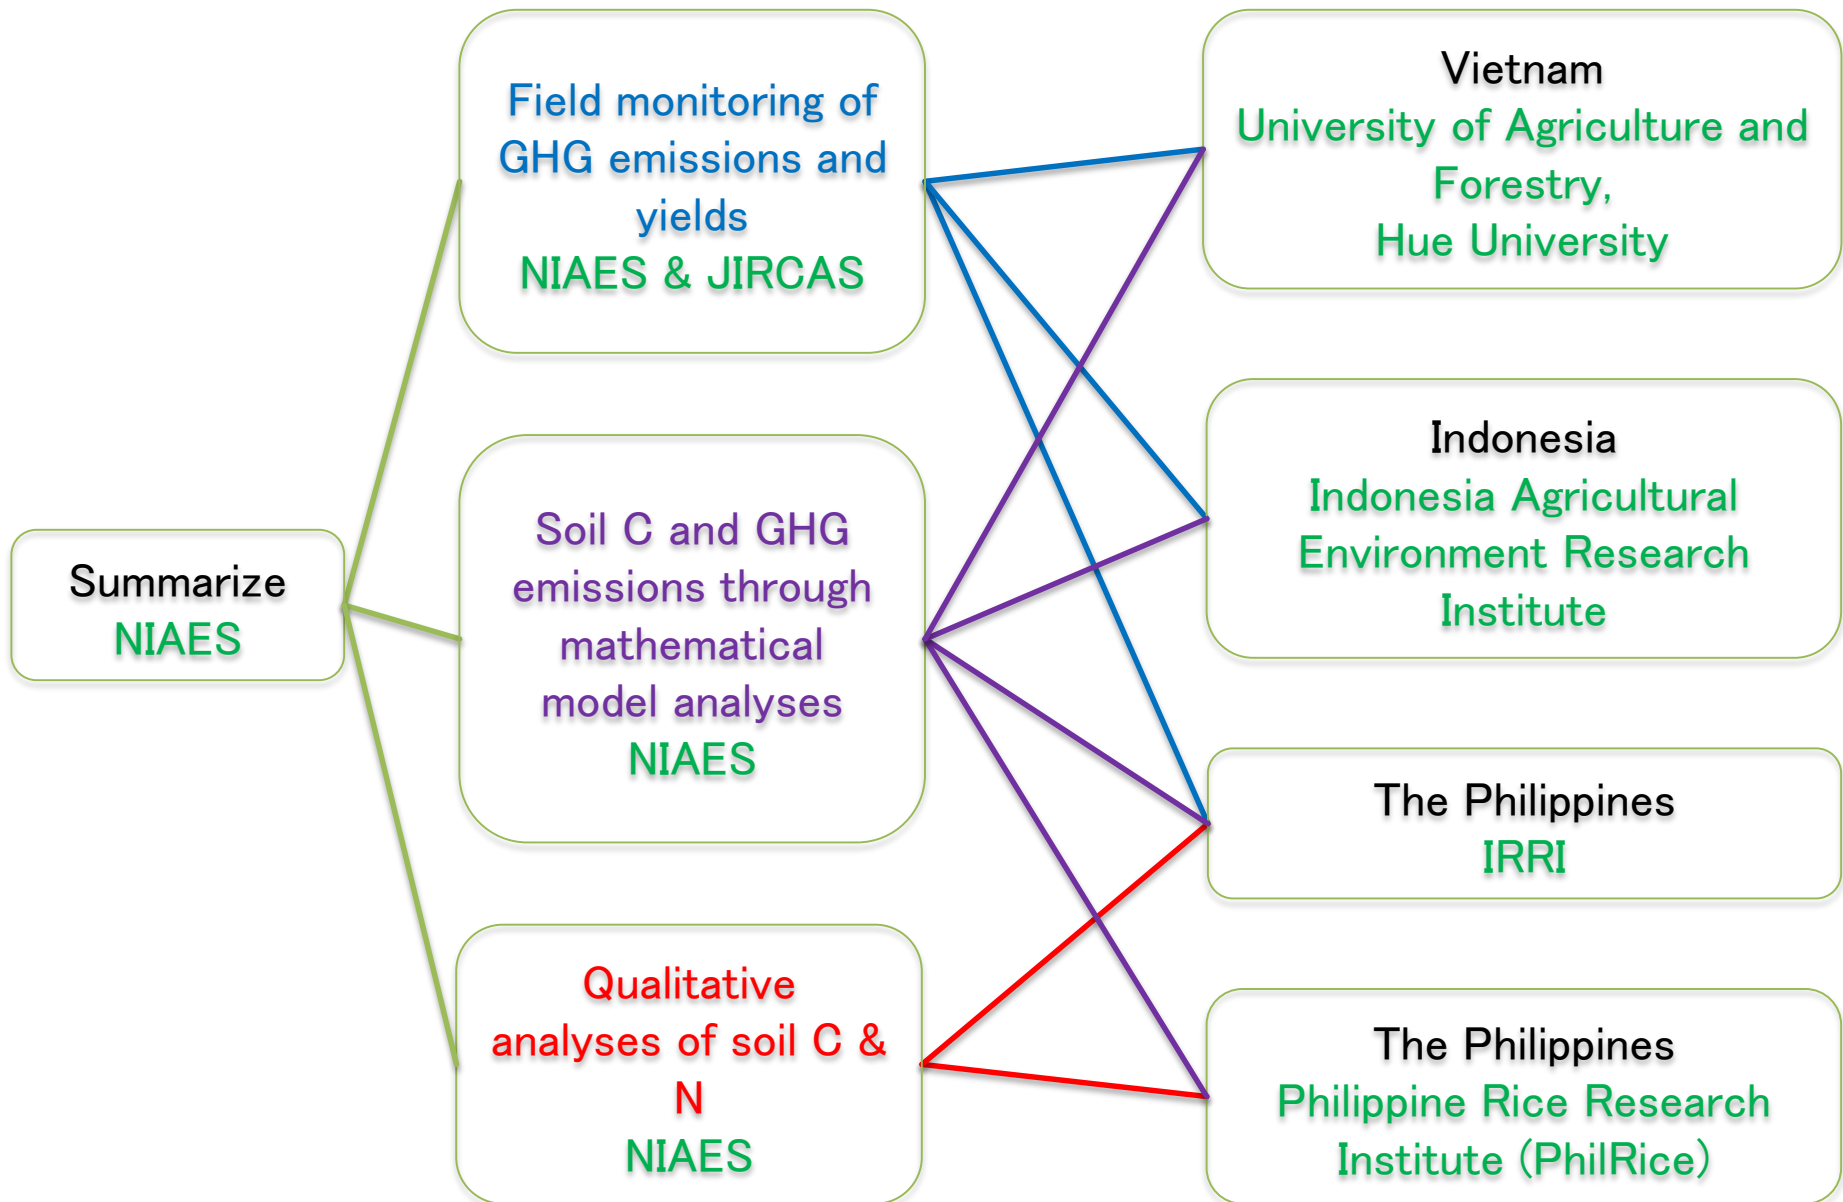 Summarize
NIAES
Field monitoring of
GHG emissions and
yields
NIAES & JIRCAS
Soil C and GHG
emissions through
mathematical
model analyses
NIAES
Qualitative
analyses of soil C &
N
NIAES
Vietnam
University of Agriculture and
Forestry,
Hue University
Indonesia
Indonesia Agricultural
Environment Research
Institute
The Philippines
IRRI
The Philippines
Philippine Rice Research
Institute (PhilRice)